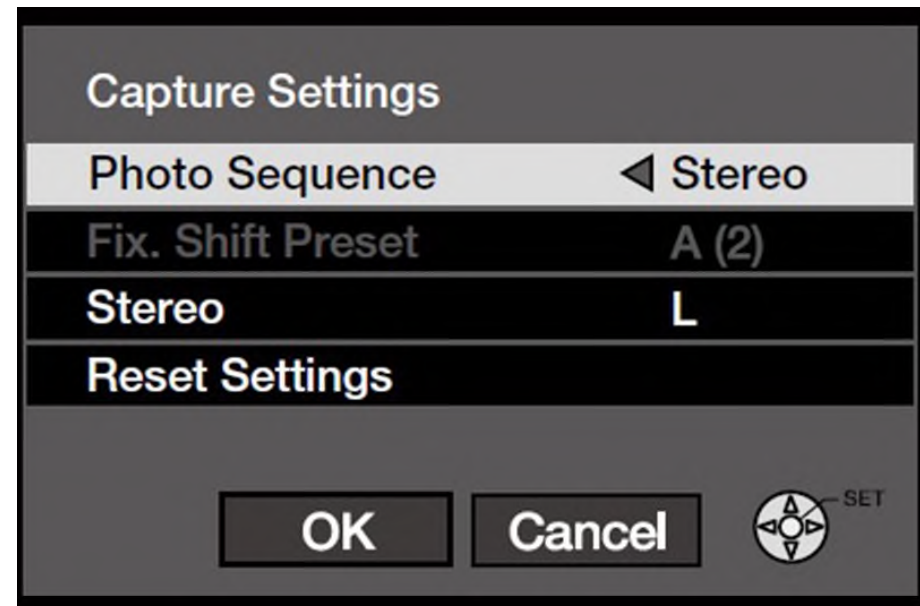 Capture Settings
Photo Sequence Stereo
Fix. Shift Preset A (2)
Stereo L
Reset Settings
OK Cancel SET